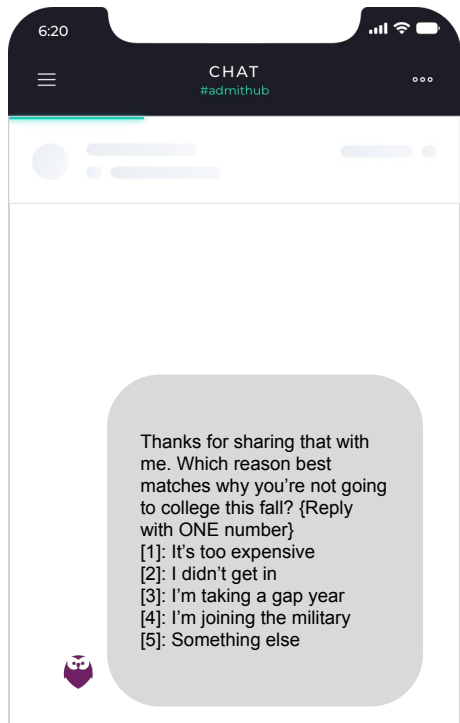 6:20
CHAT
#admithub
Thanks for sharing that with
me. Which reason best
matches why you’re not going
to college this fall? {Reply
with ONE number}
[1]: It’s too expensive
[2]: I didn’t get in
[3]: I’m taking a gap year
[4]: I’m joining the military
[5]: Something else